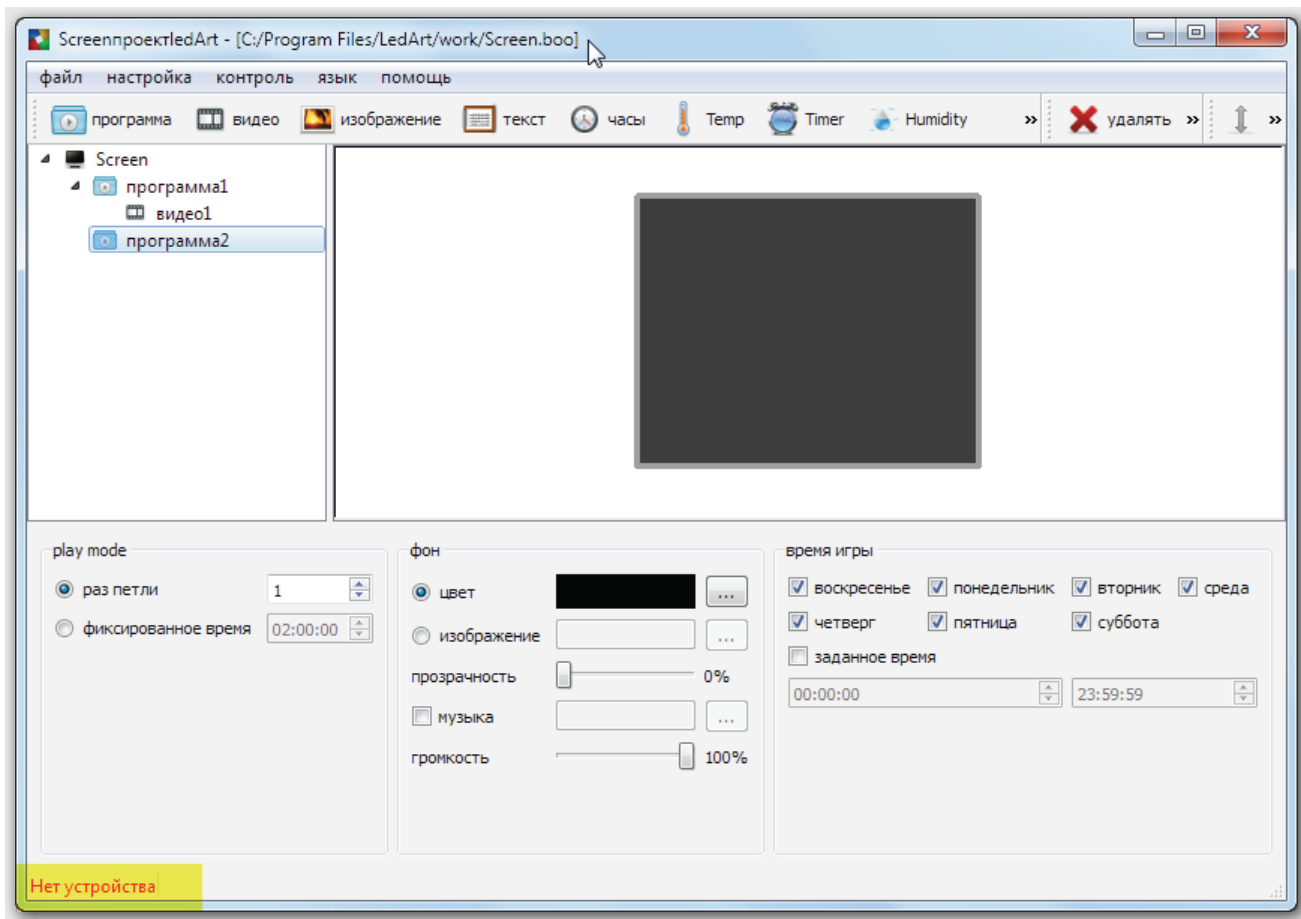 ScreenпроектledArt - [C:/Program Files/LedArt/work/Screen.boo]
файл настройка контроль язык помощь
программа видео изображение текст часы Temp Timer Humidity » удалять » »
Screen
программа1
видео1
программа2
play mode
раз петли 1
фиксированное время 02:00:00
фон
цвет ...
изображение ...
прозрачность 0%
музыка ...
громкость 100%
время игры
воскресенье понедельник вторник среда
четверг пятница суббота
заданное время
00:00:00 23:59:59
Нет устройства